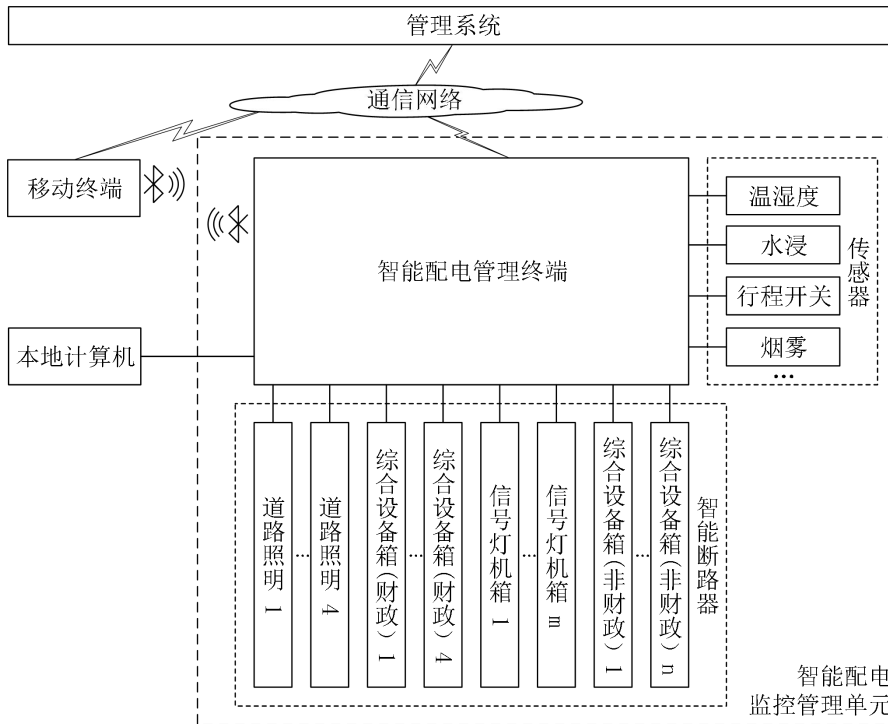 管理系统
通信网络
移动终端
智能配电管理终端
本地计算机
温湿度
水浸
行程开关
烟雾
...
传感器
道路照明 1
...
道路照明 4
综合设备箱(财政) 1
...
综合设备箱(财政) 4
信号灯机箱 1
...
信号灯机箱 m
综合设备箱(非财政) 1
...
综合设备箱(非财政) n
智能断路器
智能配电
监控管理单元